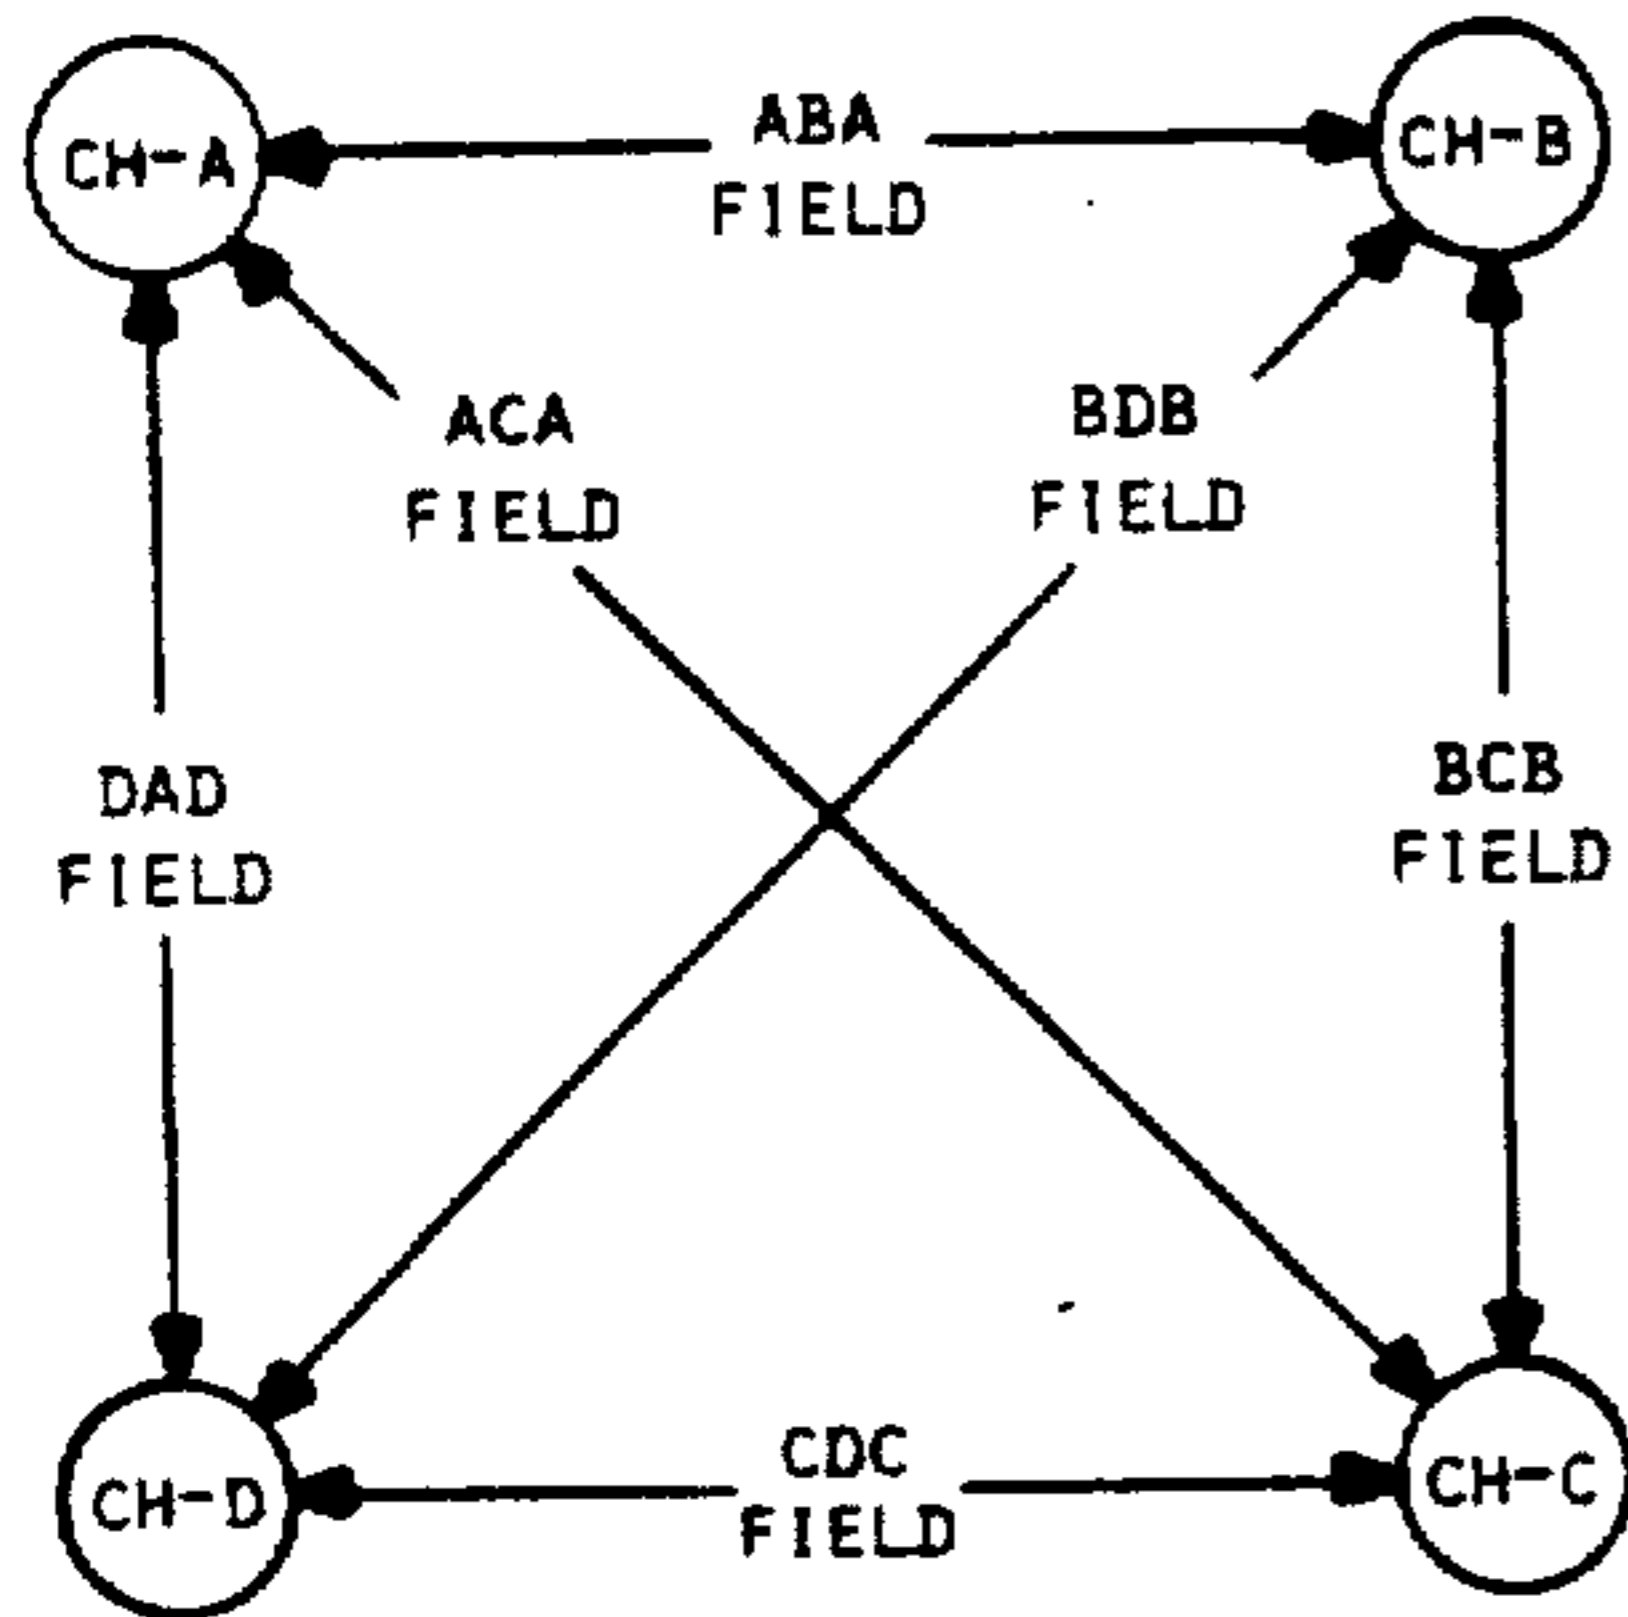 CH-A
ABA
FIELD
CH-B
ACA
FIELD
BDB
FIELD
DAD
FIELD
BCB
FIELD
CH-D
CDC
FIELD
CH-C